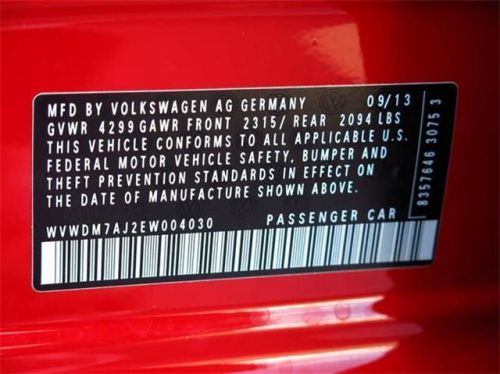 MFD BY VOLKSWAGEN AG GERMANY 09/13
GVWR 4299 GAWR FRONT 2315/ REAR 2094 LBS
THIS VEHICLE CONFORMS TO ALL APPLICABLE U.S.
FEDERAL MOTOR VEHICLE SAFETY, BUMPER AND
THEFT PREVENTION STANDARDS IN EFFECT ON
THE DATE OF MANUFACTURE SHOWN ABOVE.
WVWDM7AJ2EW004030 PASSENGER CAR
8357646 3075 3